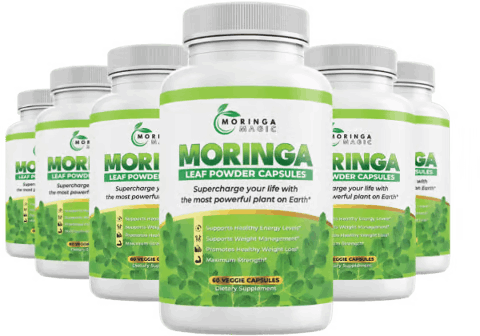 MORINGA
MAGIC
MORINGA
LEAF POWDER CAPSULES
Supercharge your life with
the most powerful plant on Earth*
Supports Healthy Energy Levels*
Supports Weight Management*
Promotes Healthy Weight Loss*
Maximum Strength*
60 VEGGIE CAPSULES
Dietary Supplement